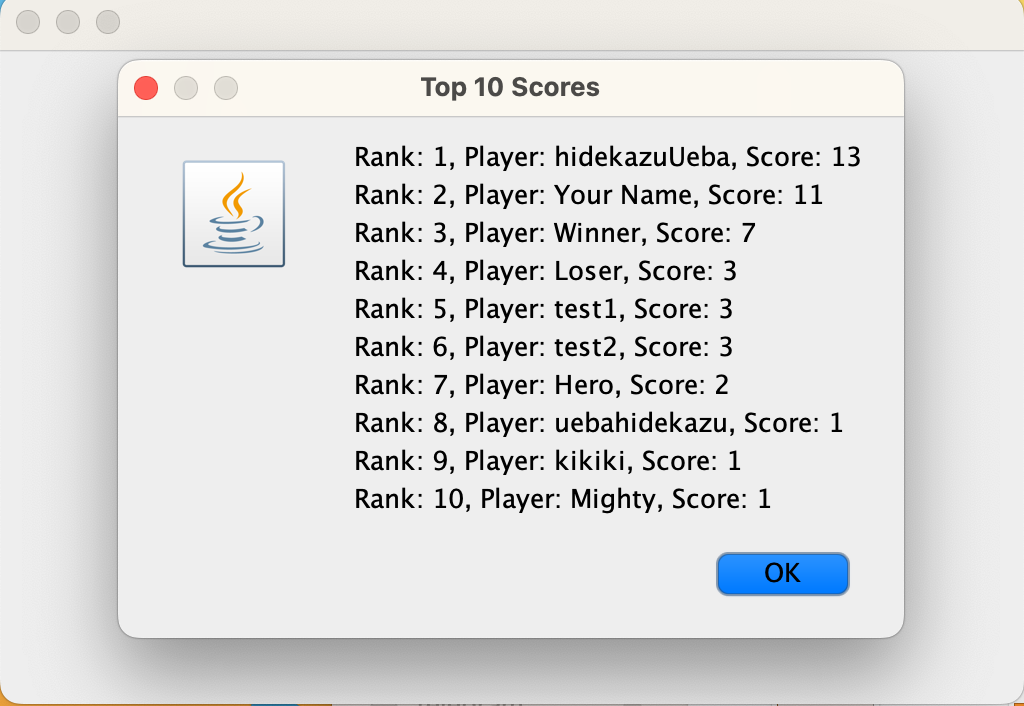 Top 10 Scores
Rank: 1, Player: hidekazuUeba, Score: 13
Rank: 2, Player: Your Name, Score: 11
Rank: 3, Player: Winner, Score: 7
Rank: 4, Player: Loser, Score: 3
Rank: 5, Player: test1, Score: 3
Rank: 6, Player: test2, Score: 3
Rank: 7, Player: Hero, Score: 2
Rank: 8, Player: uebahidekazu, Score: 1
Rank: 9, Player: kikiki, Score: 1
Rank: 10, Player: Mighty, Score: 1
OK